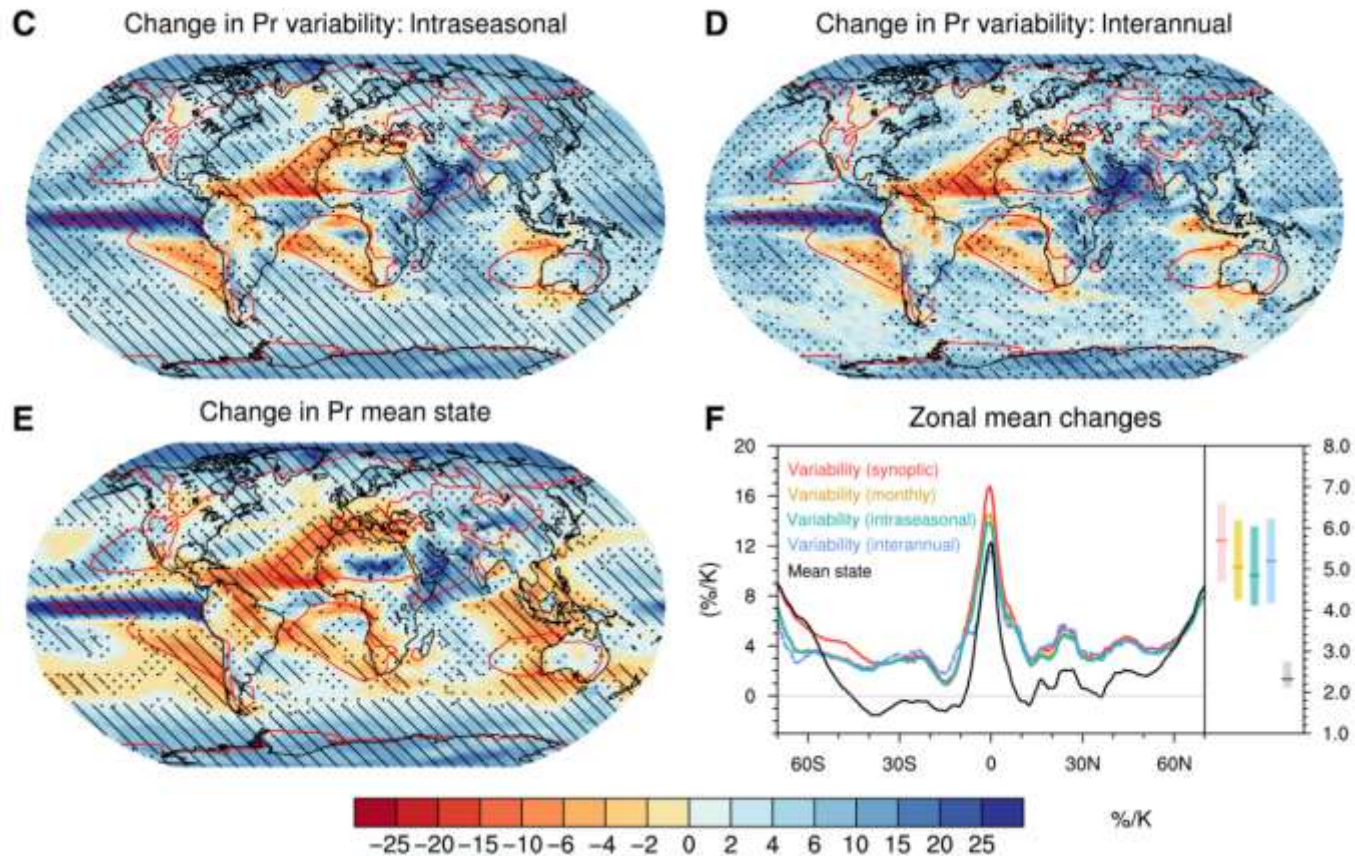 C Change in Pr variability: Intraseasonal
D Change in Pr variability: Interannual
E Change in Pr mean state
F Zonal mean changes
20
16
12
8
4
0
(%/K)
Variability (synoptic)
Variability (monthly)
Variability (intraseasonal)
Variability (interannual)
Mean state
60S 30S 0 30N 60N
8.0
7.0
6.0
5.0
4.0
3.0
2.0
1.0
−25 −20 −15 −10 −6 −4 −2 0 2 4 6 10 15 20 25
%/K